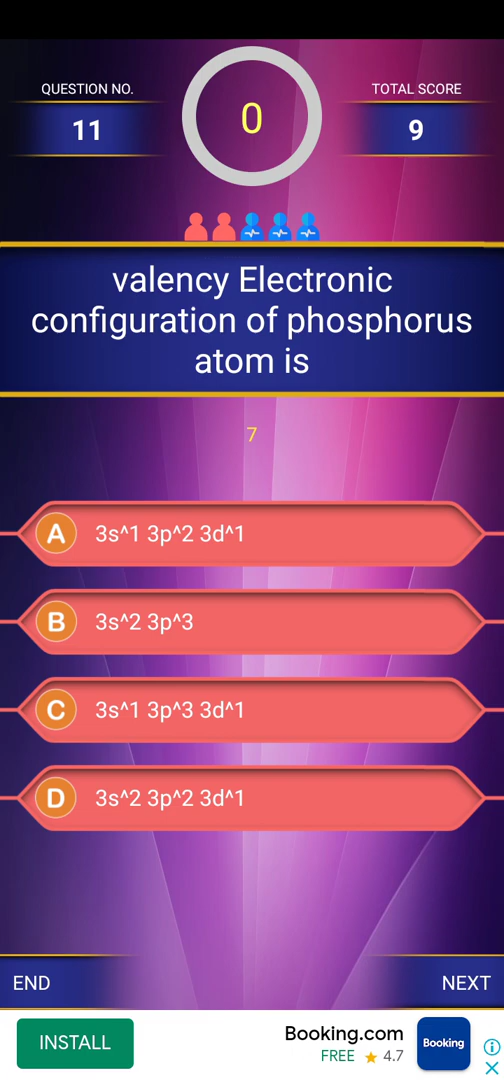 QUESTION NO.
11
0
TOTAL SCORE
9
valency Electronic
configuration of phosphorus
atom is
7
A 3s^1 3p^2 3d^1
B 3s^2 3p^3
C 3s^1 3p^3 3d^1
D 3s^2 3p^2 3d^1
END
NEXT
INSTALL
Booking.com
FREE ★ 4.7
Booking